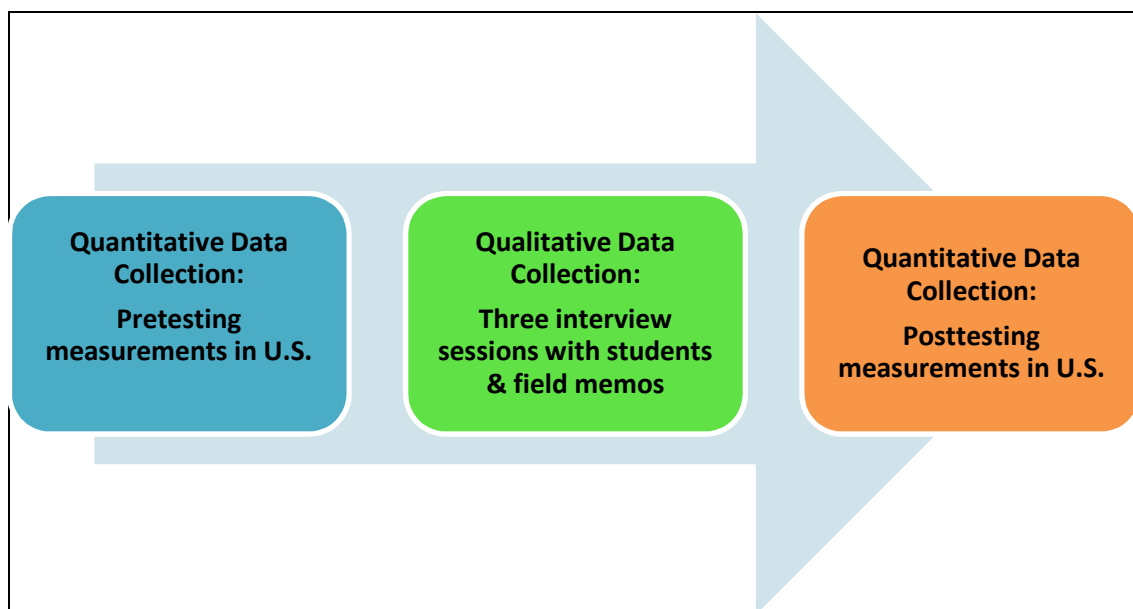 Quantitative Data
Collection:
Pretesting
measurements in U.S.
Qualitative Data
Collection:
Three interview
sessions with students
& field memos
Quantitative Data
Collection:
Posttesting
measurements in U.S.